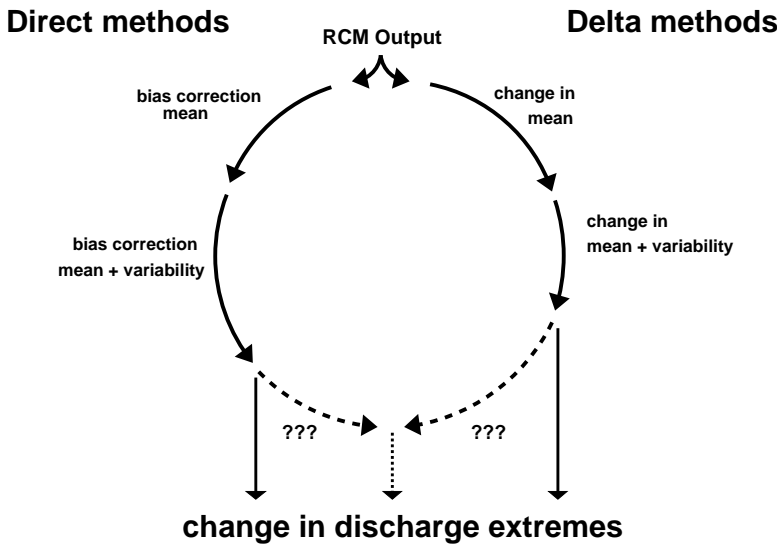 Direct methods
Delta methods
RCM Output
bias correction
mean
change in
mean
bias correction
mean + variability
change in
mean + variability
???
???
change in discharge extremes